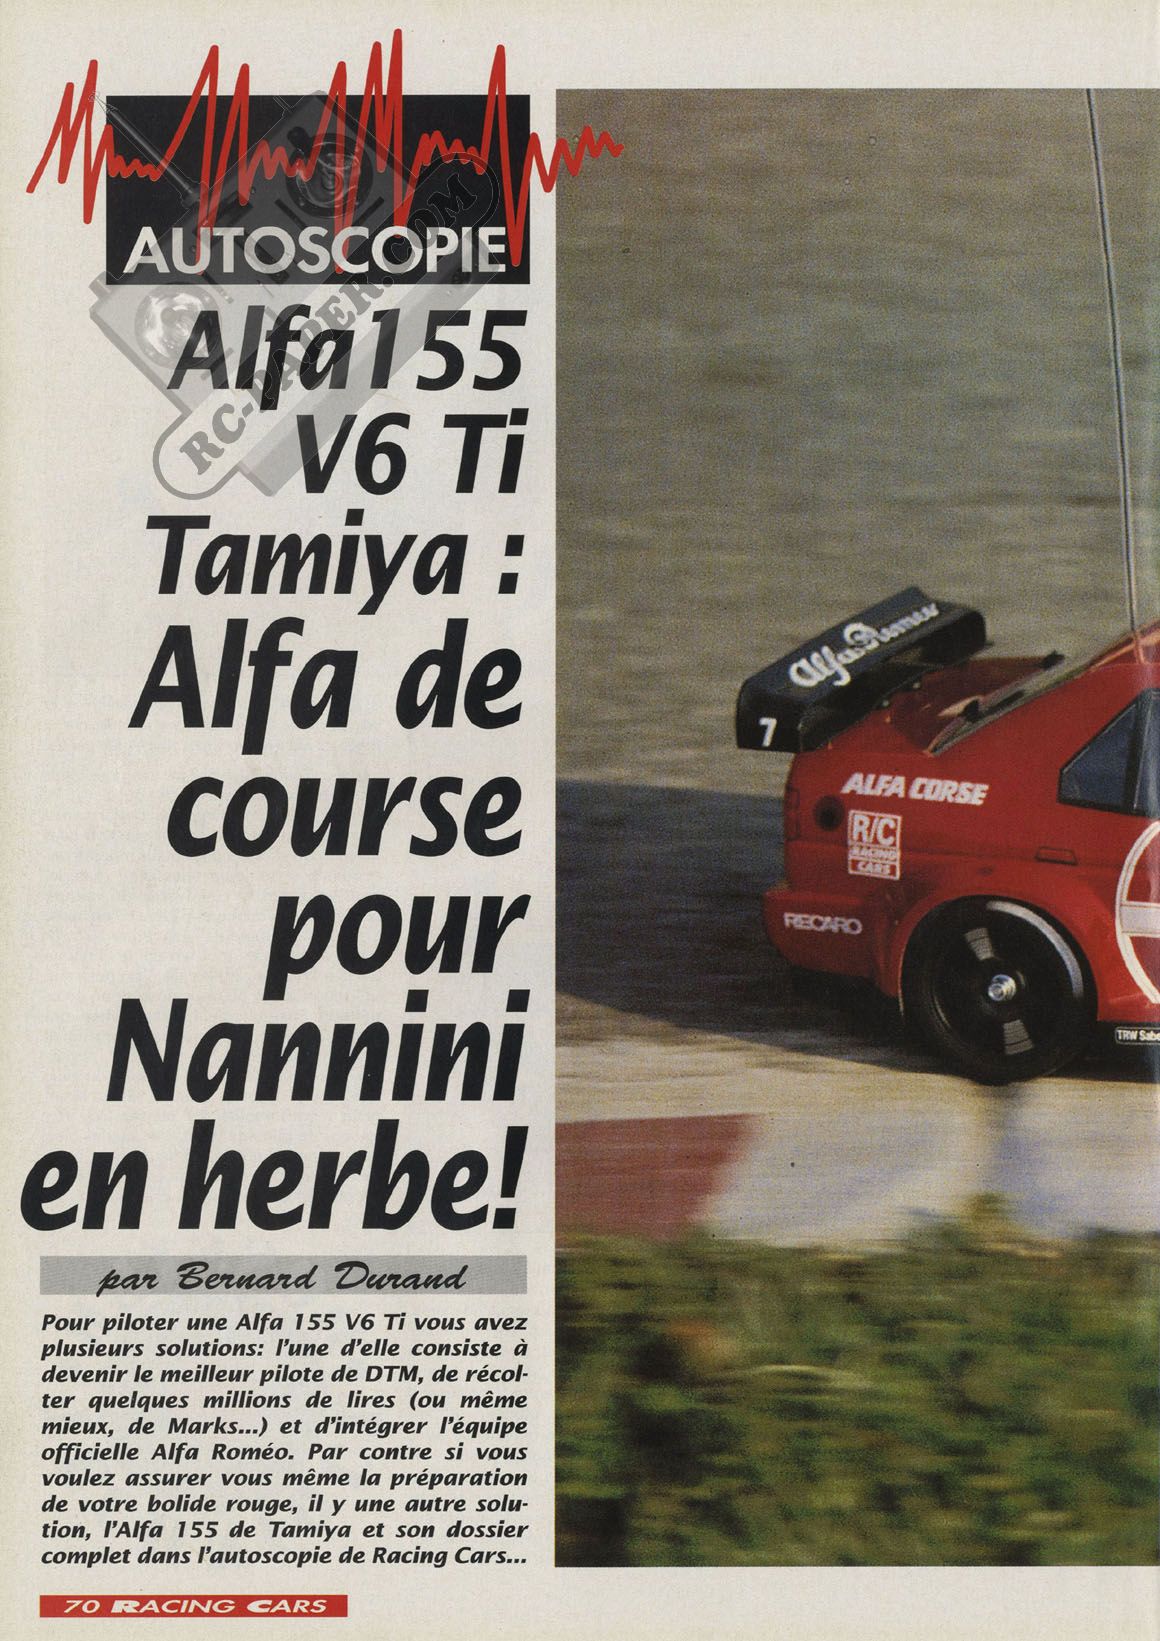 AUTOSCOPIE
RC-PAPER.COM
Alfa 155
V6 Ti
Tamiya :
Alfa de
course
pour
Nannini
en herbe!
par Bernard Durand
Pour piloter une Alfa 155 V6 Ti vous avez
plusieurs solutions: l'une d'elle consiste à
devenir le meilleur pilote de DTM, de récol-
ter quelques millions de lires (ou même
mieux, de Marks...) et d'intégrer l'équipe
officielle Alfa Roméo. Par contre si vous
voulez assurer vous même la préparation
de votre bolide rouge, il y une autre solu-
tion, l'Alfa 155 de Tamiya et son dossier
complet dans l'autoscopie de Racing Cars...
70 RACING CARS
Alfa Romeo
7
ALFA CORSE
R/C
RACING
CARS
RECARO
TRW Sabe